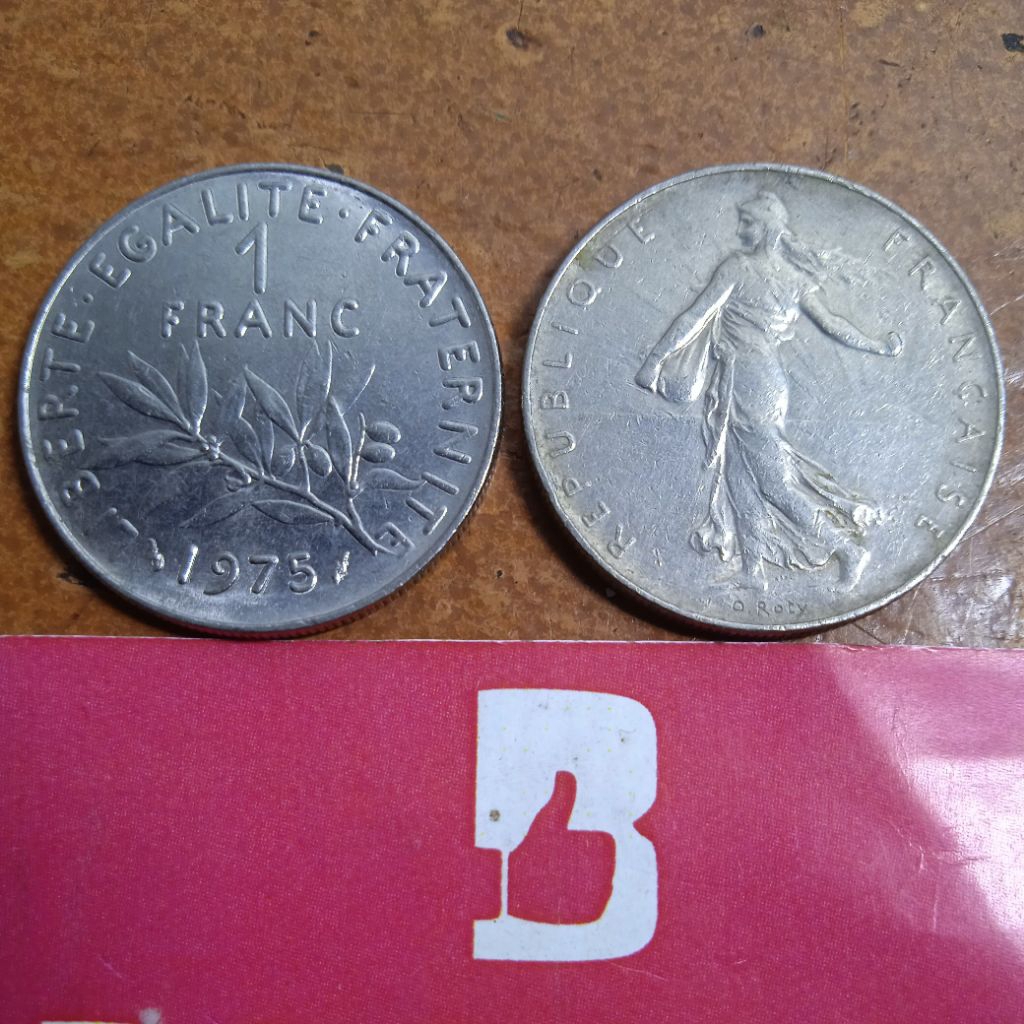 LIBERTE · EGALITE · FRATERNITE
1
FRANC
1975
REPUBLIQUE FRANÇAISE
O. Roty
B